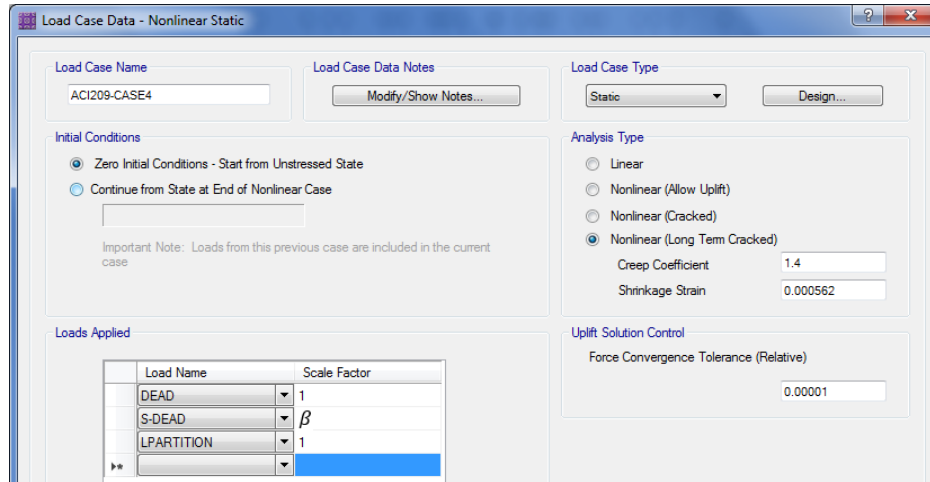 Load Case Data - Nonlinear Static
? X
Load Case Name
ACI209-CASE4
Load Case Data Notes
Modify/Show Notes...
Load Case Type
Static
Design...
Initial Conditions
Zero Initial Conditions - Start from Unstressed State
Continue from State at End of Nonlinear Case
Important Note: Loads from this previous case are included in the current
case
Analysis Type
Linear
Nonlinear (Allow Uplift)
Nonlinear (Cracked)
Nonlinear (Long Term Cracked)
Creep Coefficient 1.4
Shrinkage Strain 0.000562
Loads Applied
Load Name Scale Factor
DEAD 1
S-DEAD β
LPARTITION 1
Uplift Solution Control
Force Convergence Tolerance (Relative)
0.00001